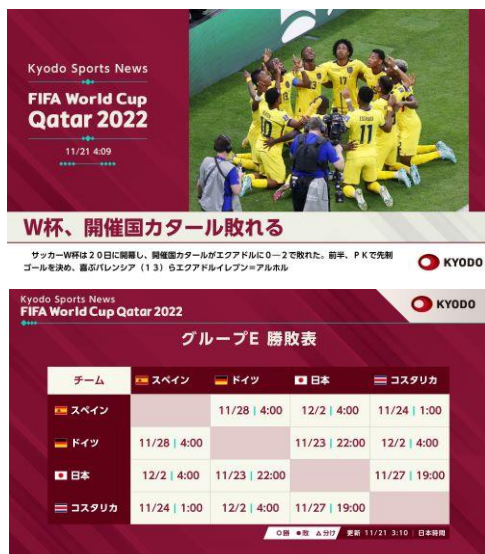 Kyodo Sports News
FIFA World Cup
Qatar 2022
11/21 4:09
17
10
11
W杯、開催国カタール敗れる
サッカーW杯は20日に開幕し、開催国カタールがエクアドルに0―2で敗れた。前半、PKで先制
ゴールを決め、喜ぶバレンシア(13)らエクアドルイレブン=アルホル
KYODO
Kyodo Sports News
FIFA World Cup Qatar 2022
KYODO
グループE 勝敗表
チーム スペイン ドイツ 日本 コスタリカ
スペイン 11/28 | 4:00 12/2 | 4:00 11/24 | 1:00
ドイツ 11/28 | 4:00 11/23 | 22:00 12/2 | 4:00
日本 12/2 | 4:00 11/23 | 22:00 11/27 | 19:00
コスタリカ 11/24 | 1:00 12/2 | 4:00 11/27 | 19:00
○勝 ●敗 △分け 更新 11/21 3:10 | 日本時間